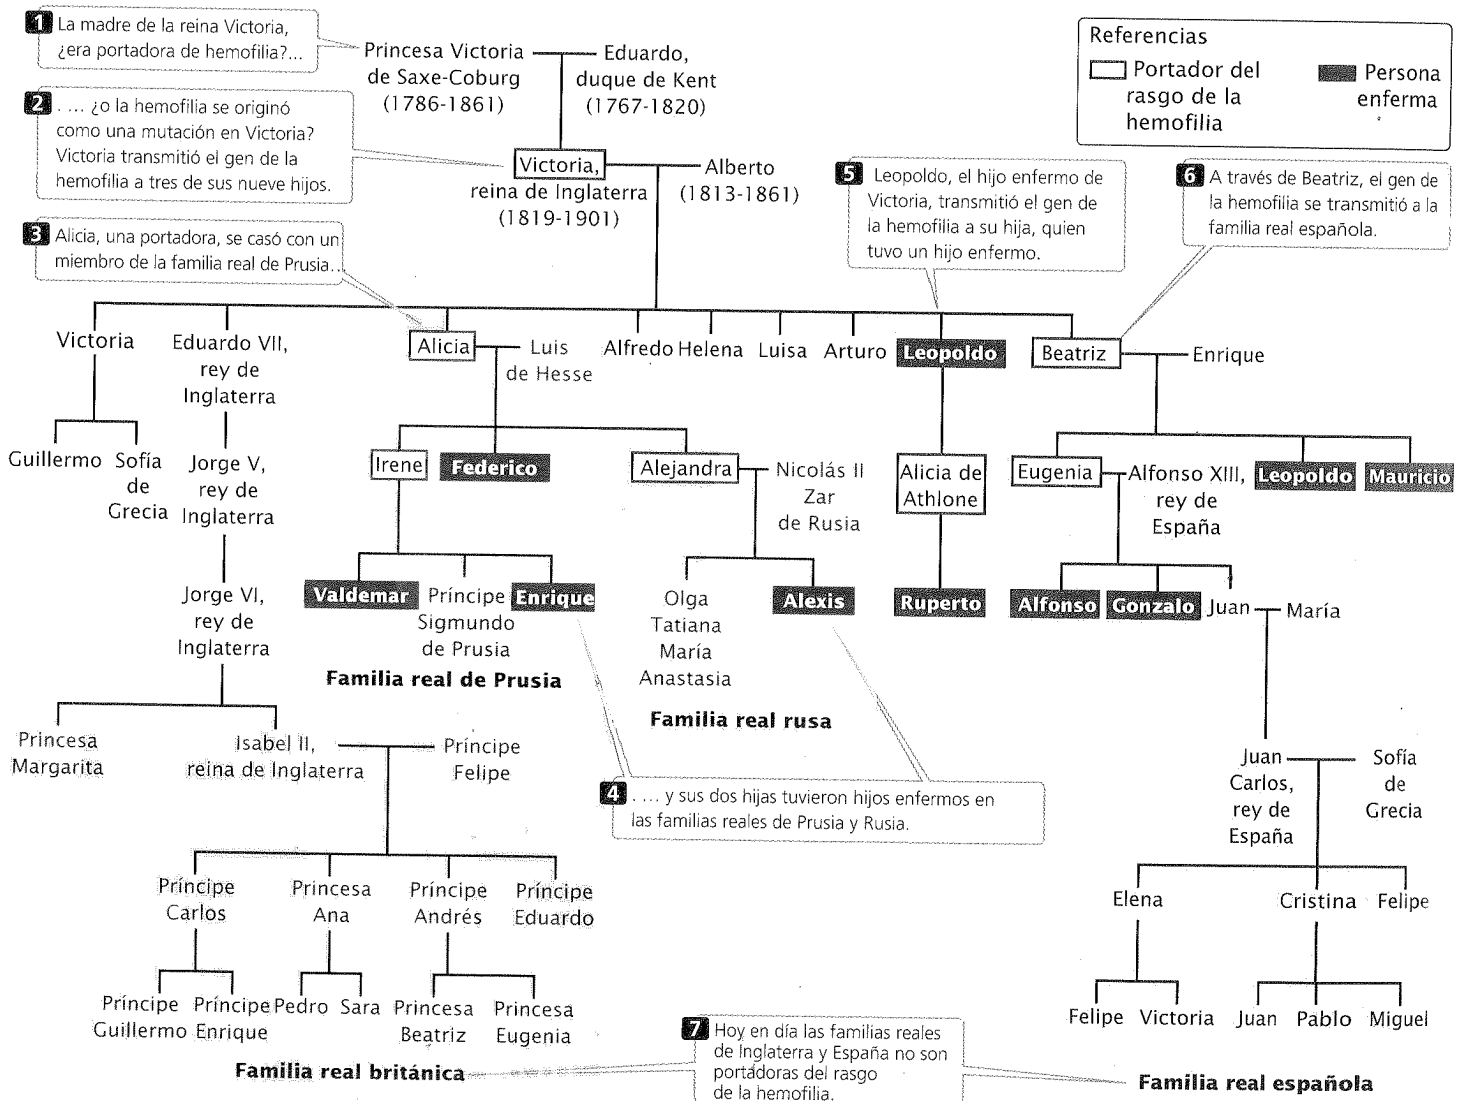 1 La madre de la reina Victoria,
¿era portadora de hemofilia?...
Princesa Victoria
de Saxe-Coburg
(1786-1861)
Eduardo,
duque de Kent
(1767-1820)
Referencias
Portador del
rasgo de la
hemofilia
Persona
enferma
2 . ... ¿o la hemofilia se originó
como una mutación en Victoria?
Victoria transmitió el gen de la
hemofilia a tres de sus nueve hijos.
Victoria,
reina de Inglaterra
(1819-1901)
Alberto
(1813-1861)
3 Alicia, una portadora, se casó con un
miembro de la familia real de Prusia...
5 Leopoldo, el hijo enfermo de
Victoria, transmitió el gen de
la hemofilia a su hija, quien
tuvo un hijo enfermo.
6 A través de Beatriz, el gen de
la hemofilia se transmitió a la
familia real española.
Victoria
Eduardo VII,
rey de
Inglaterra
Alicia
Luis
de Hesse
Alfredo
Helena
Luisa
Arturo
Leopoldo
Beatriz
Enrique
Guillermo
Sofía
de
Grecia
Jorge V,
rey de
Inglaterra
Irene
Federico
Alejandra
Nicolás II
Zar
de Rusia
Alicia de
Athlone
Eugenia
Alfonso XIII,
rey de
España
Leopoldo
Mauricio
Jorge VI,
rey de
Inglaterra
Valdemar
Príncipe
Sigmundo
de Prusia
Enrique
Olga
Tatiana
María
Anastasia
Alexis
Ruperto
Alfonso
Gonzalo
Juan
María
Familia real de Prusia
Familia real rusa
Princesa
Margarita
Isabel II,
reina de Inglaterra
Príncipe
Felipe
4 . ... y sus dos hijas tuvieron hijos enfermos en
las familias reales de Prusia y Rusia.
Juan
Carlos,
rey de
España
Sofía
de
Grecia
Príncipe
Carlos
Princesa
Ana
Príncipe
Andrés
Príncipe
Eduardo
Elena
Cristina
Felipe
Príncipe
Guillermo
Príncipe
Enrique
Pedro
Sara
Princesa
Beatriz
Princesa
Eugenia
Felipe
Victoria
Juan
Pablo
Miguel
7 Hoy en día las familias reales
de Inglaterra y España no son
portadoras del rasgo
de la hemofilia.
Familia real británica
Familia real española